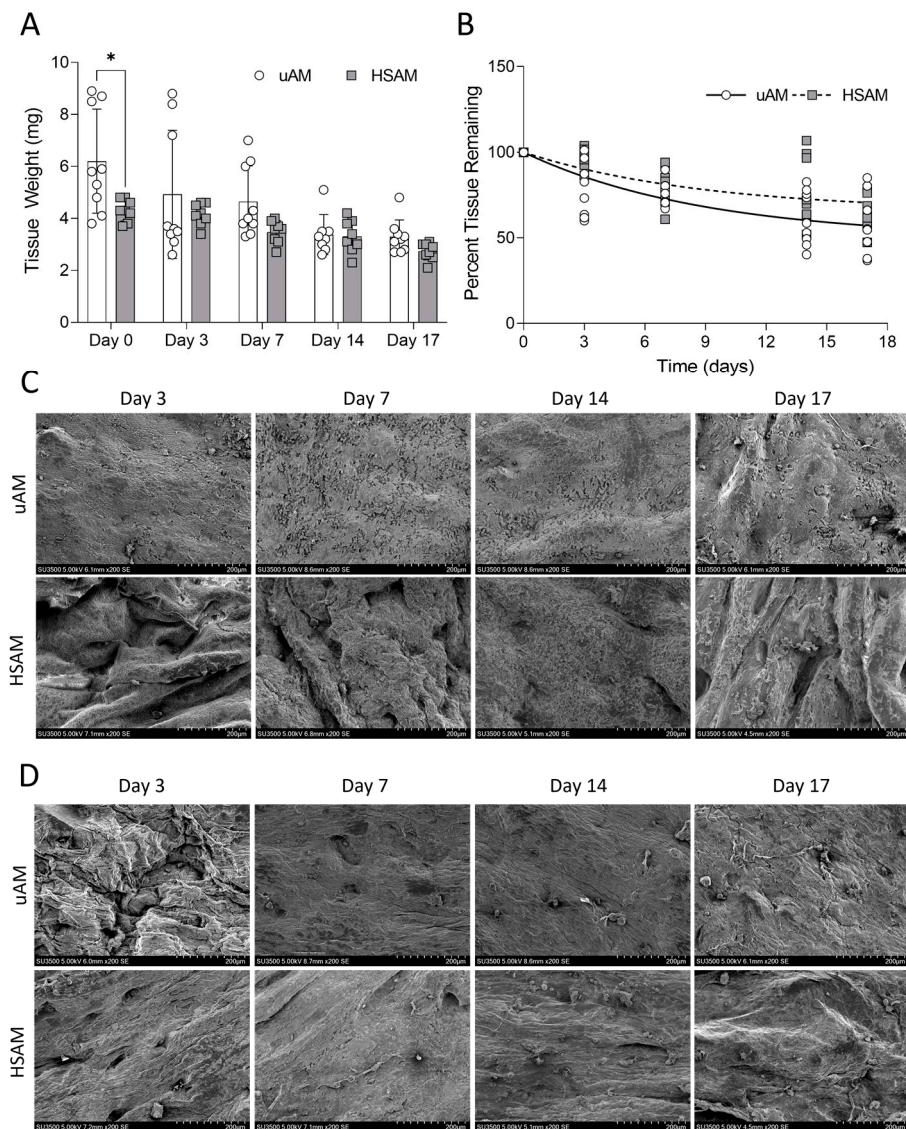 A
B
*
uAM HSAM
10
8
6
4
2
0
Tissue Weight (mg)
Day 0 Day 3 Day 7 Day 14 Day 17
150
100
50
0
Percent Tissue Remaining
uAM HSAM
0 3 6 9 12 15 18
Time (days)
C
Day 3 Day 7 Day 14 Day 17
uAM
SU3500 5.00kV 6.1mm x200 SE 200µm
SU3500 5.00kV 8.6mm x200 SE 200µm
SU3500 5.00kV 8.6mm x200 SE 200µm
SU3500 5.00kV 6.1mm x200 SE 200µm
HSAM
SU3500 5.00kV 7.1mm x200 SE 200µm
SU3500 5.00kV 6.8mm x200 SE 200µm
SU3500 5.00kV 5.1mm x200 SE 200µm
SU3500 5.00kV 4.5mm x200 SE 200µm
D
Day 3 Day 7 Day 14 Day 17
uAM
SU3500 5.00kV 6.0mm x200 SE 200µm
SU3500 5.00kV 8.7mm x200 SE 200µm
SU3500 5.00kV 8.6mm x200 SE 200µm
SU3500 5.00kV 6.1mm x200 SE 200µm
HSAM
SU3500 5.00kV 7.2mm x200 SE 200µm
SU3500 5.00kV 7.1mm x200 SE 200µm
SU3500 5.00kV 5.1mm x200 SE 200µm
SU3500 5.00kV 4.5mm x200 SE 200µm